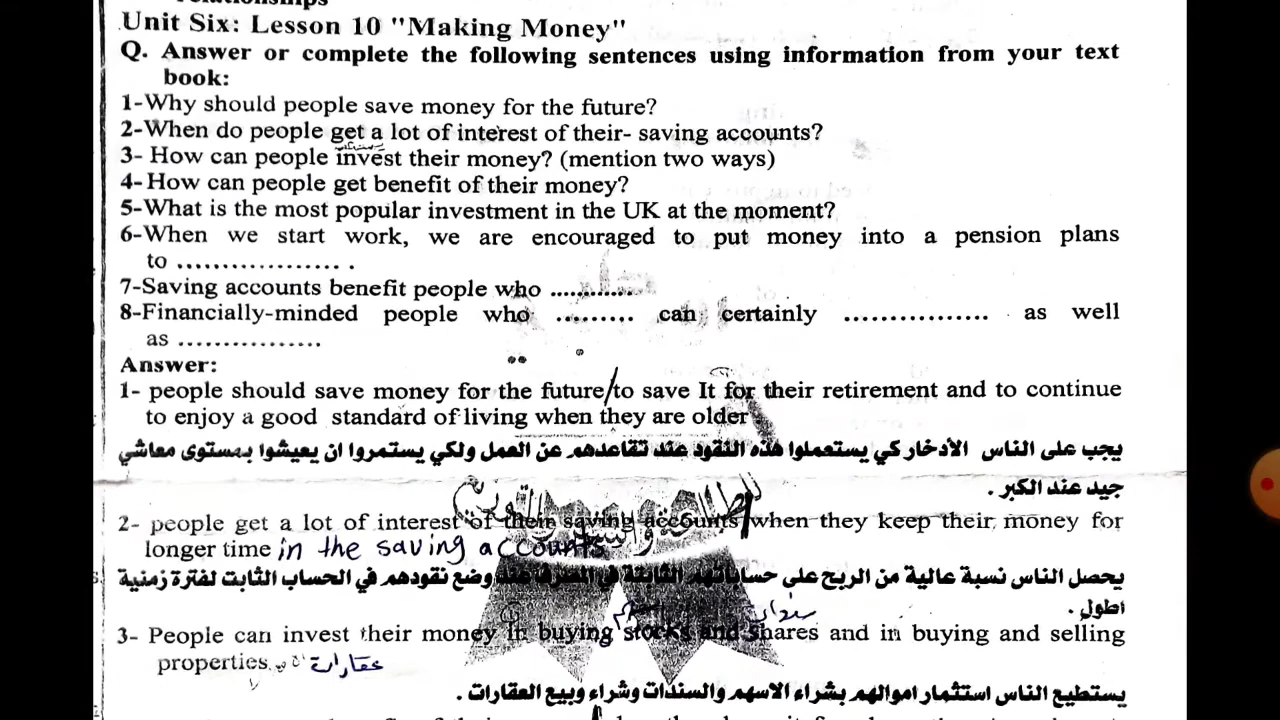 Unit Six: Lesson 10 "Making Money"
Q. Answer or complete the following sentences using information from your text
book:
1-Why should people save money for the future?
2-When do people get a lot of interest of their- saving accounts?
3- How can people invest their money? (mention two ways)
4- How can people get benefit of their money?
5-What is the most popular investment in the UK at the moment?
6-When we start work, we are encouraged to put money into a pension plans
to .................. .
7-Saving accounts benefit people who ............
8-Financially-minded people who ......... can certainly ................ as well
as ................
Answer:
1- people should save money for the future/to save It for their retirement and to continue
to enjoy a good standard of living when they are older
يجب على الناس الأدخار كي يستعملوا هذه النقود عند تقاعدهم عن العمل ولكي يستمروا ان يعيشوا بمستوى معاشي
جيد عند الكبر .
2- people get a lot of interest of their saving accounts/when they keep their money for
longer time in the saving accounts
يحصل الناس نسبة عالية من الربح على حساباتهم الثابتة في المصرف عند وضع نقودهم في الحساب الثابت لفترة زمنية
اطول .
سندات
3- People can invest their money in buying stocks and shares and in buying and selling
properties. عقارات
يستطيع الناس استثمار اموالهم بشراء الاسهم والسندات وشراء وبيع العقارات .